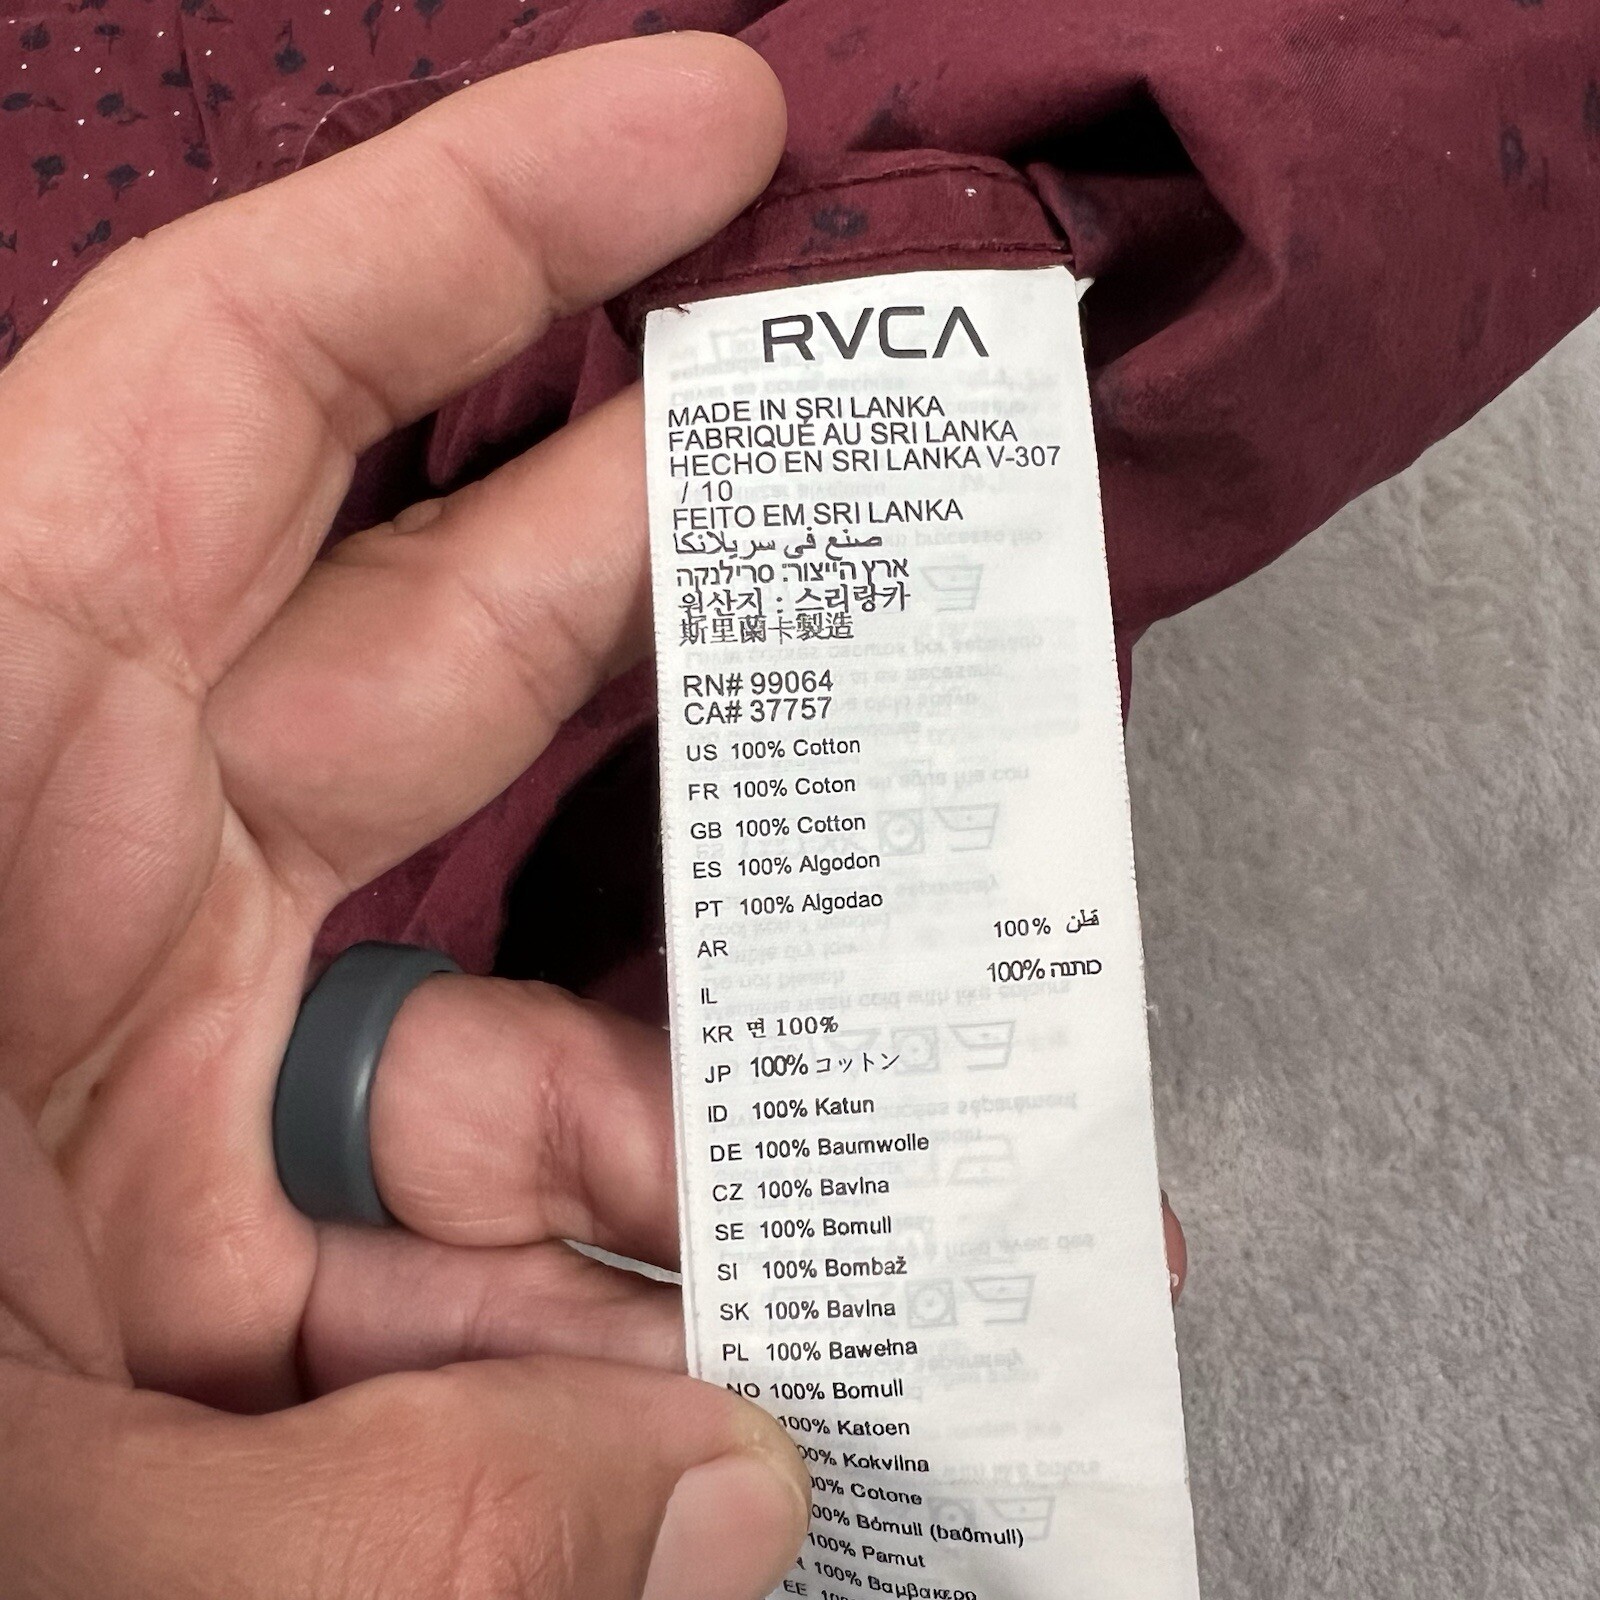 RVCA
MADE IN SRI LANKA
FABRIQUÉ AU SRI LANKA
HECHO EN SRI LANKA V-307
/ 10
FEITO EM SRI LANKA
صنع في سريلانكا
ארץ הייצור: סרילנקה
원산지 : 스리랑카
斯里蘭卡製造
RN# 99064
CA# 37757
US 100% Cotton
FR 100% Coton
GB 100% Cotton
ES 100% Algodon
PT 100% Algodao
AR 100% قطن
IL 100% כותנה
KR 면 100%
JP 100% コットン
ID 100% Katun
DE 100% Baumwolle
CZ 100% Bavlna
SE 100% Bomull
SI 100% Bombaž
SK 100% Bavlna
PL 100% Bawełna
NO 100% Bomull
100% Katoen
00% Kokvilna
0% Cotone
00% Bómull (baðmull)
100% Pamut
100% Βαμβακερο
EE